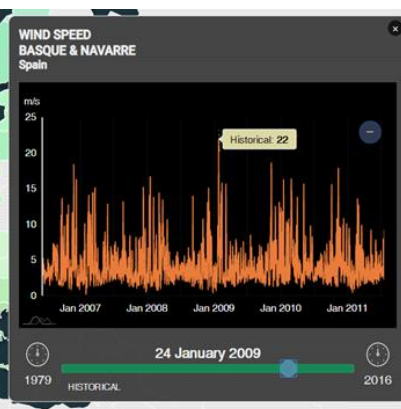 WIND SPEED
BASQUE & NAVARRE
Spain
m/s
25
Historical: 22
20
15
10
5
0
Jan 2007 Jan 2008 Jan 2009 Jan 2010 Jan 2011
24 January 2009
1979 2016
HISTORICAL